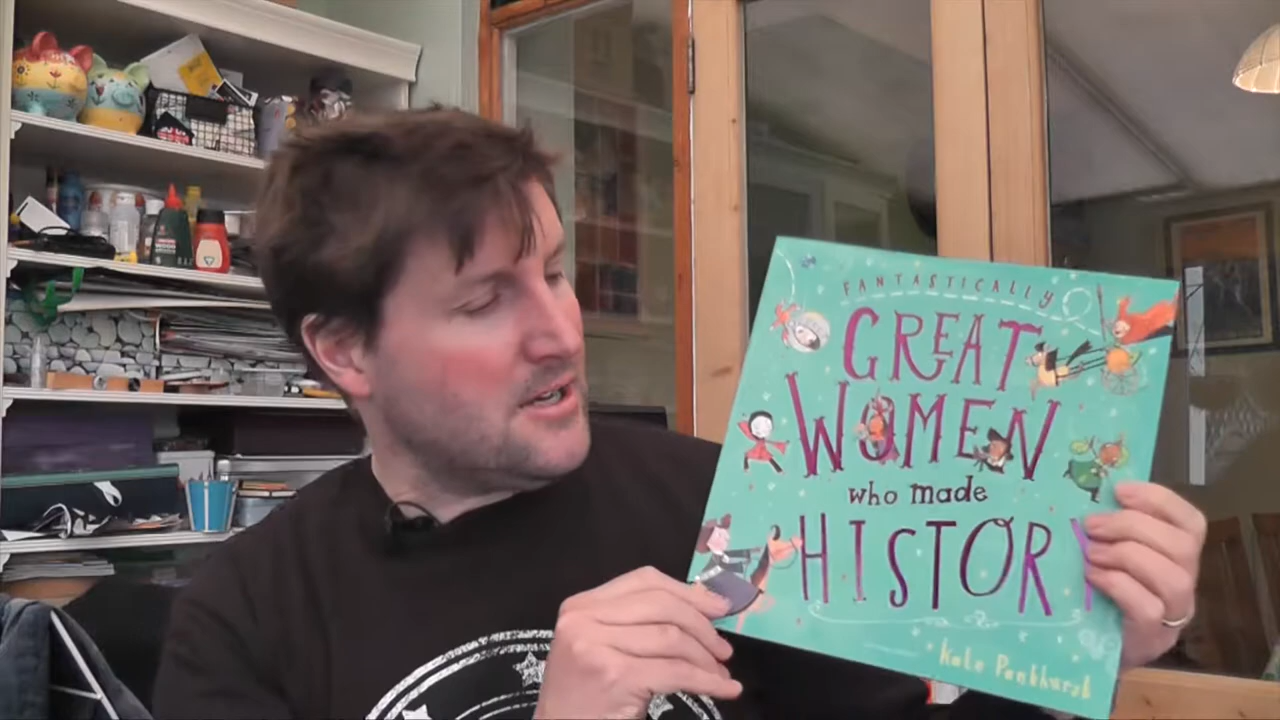 FANTASTICALLY
GREAT
WOMEN
who made
HISTORY
Kate Pankhurst